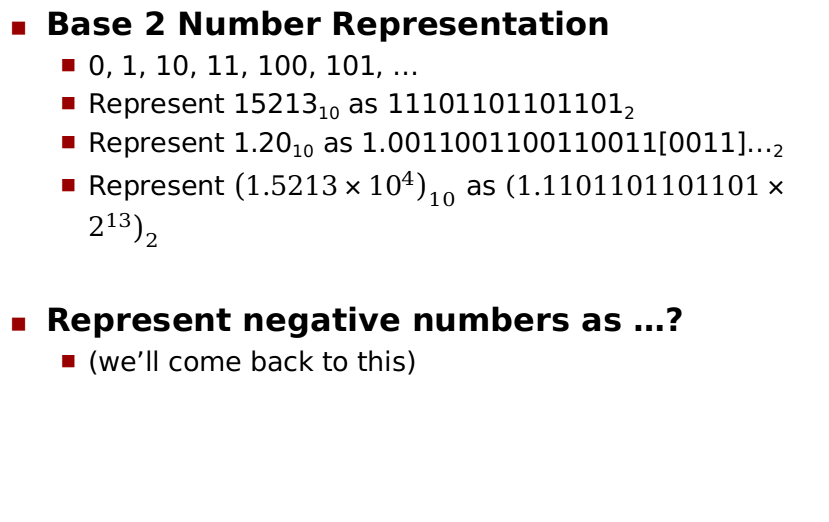 ■ Base 2 Number Representation
■ 0, 1, 10, 11, 100, 101, …
■ Represent 15213₁₀ as 11101101101101₂
■ Represent 1.20₁₀ as 1.0011001100110011[0011]…₂
■ Represent (1.5213 × 10⁴)₁₀ as (1.1101101101101 ×
2¹³)₂
■ Represent negative numbers as …?
■ (we’ll come back to this)